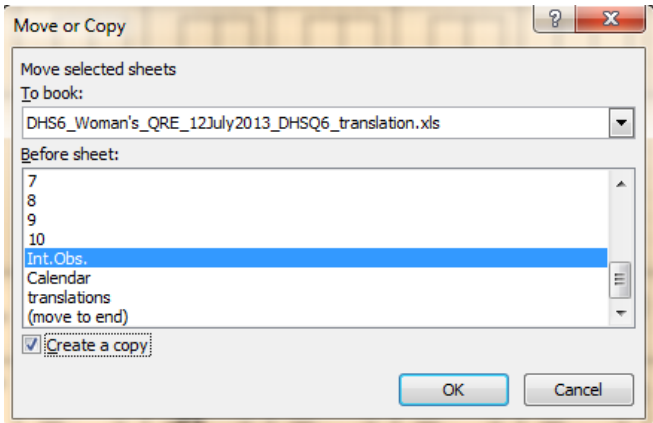 Move or Copy
Move selected sheets
To book:
DHS6_Woman's_QRE_12July2013_DHSQ6_translation.xls
Before sheet:
7
8
9
10
Int.Obs.
Calendar
translations
(move to end)
Create a copy
OK
Cancel